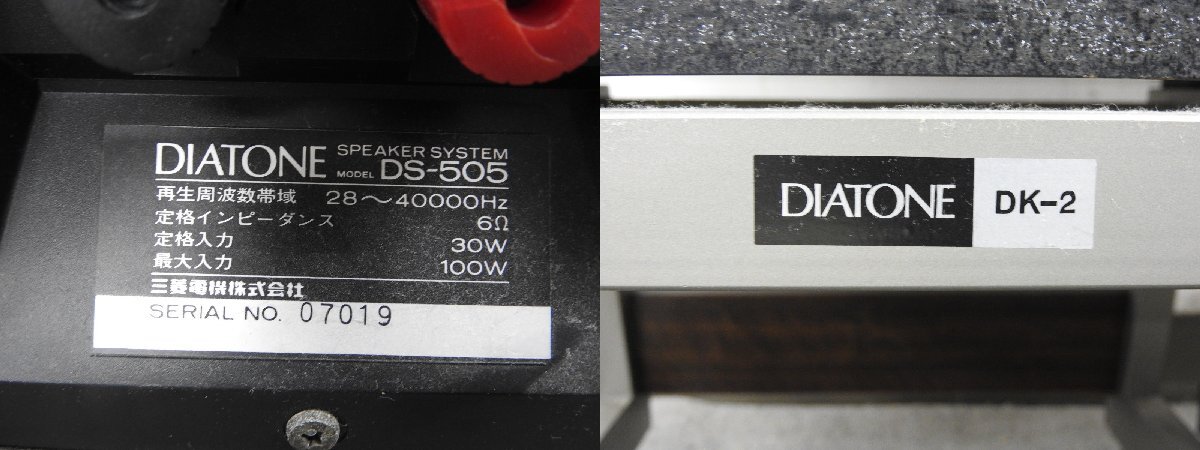 DIATONE SPEAKER SYSTEM
MODEL DS-505
再生周波数帯域 28～40000Hz
定格インピーダンス 6Ω
定格入力 30W
最大入力 100W
三菱電機株式会社
SERIAL NO. 07019
DIATONE DK-2